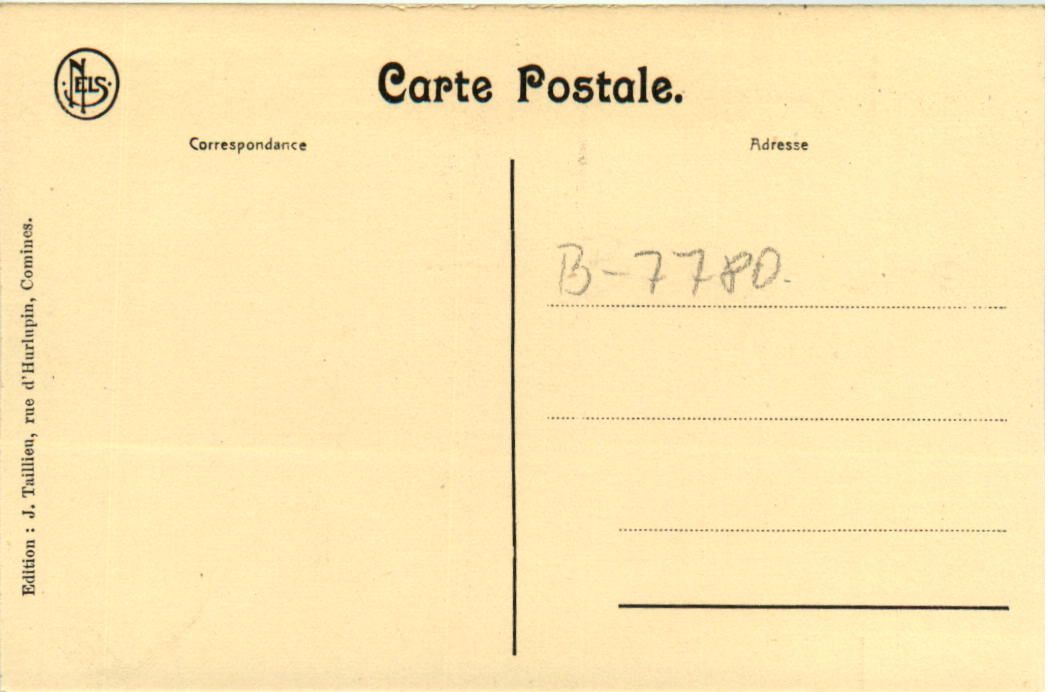 NELS
Carte Postale.
Correspondance
Adresse
B-7780.
Edition : J. Taillieu, rue d'Hurlupin, Comines.